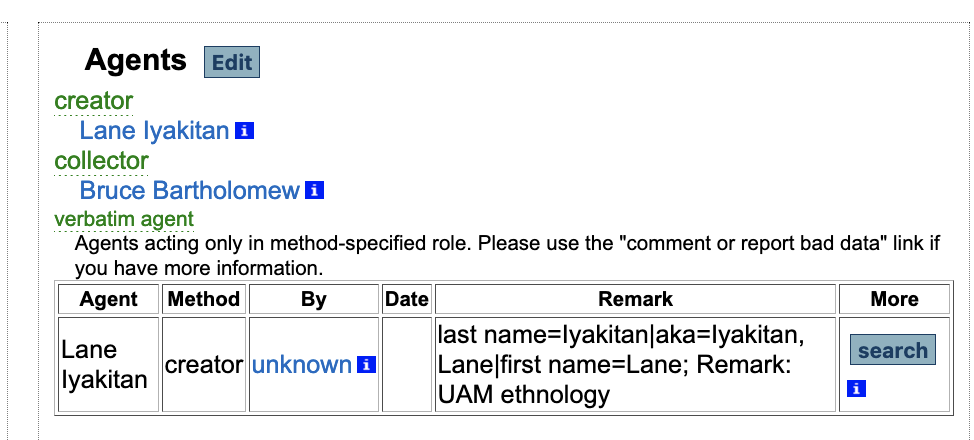 Agents Edit
creator
Lane Iyakitan i
collector
Bruce Bartholomew i
verbatim agent
Agents acting only in method-specified role. Please use the "comment or report bad data" link if
you have more information.
Agent Method By Date Remark More
Lane Iyakitan creator unknown i last name=Iyakitan|aka=Iyakitan,
Lane|first name=Lane; Remark:
UAM ethnology
search
i